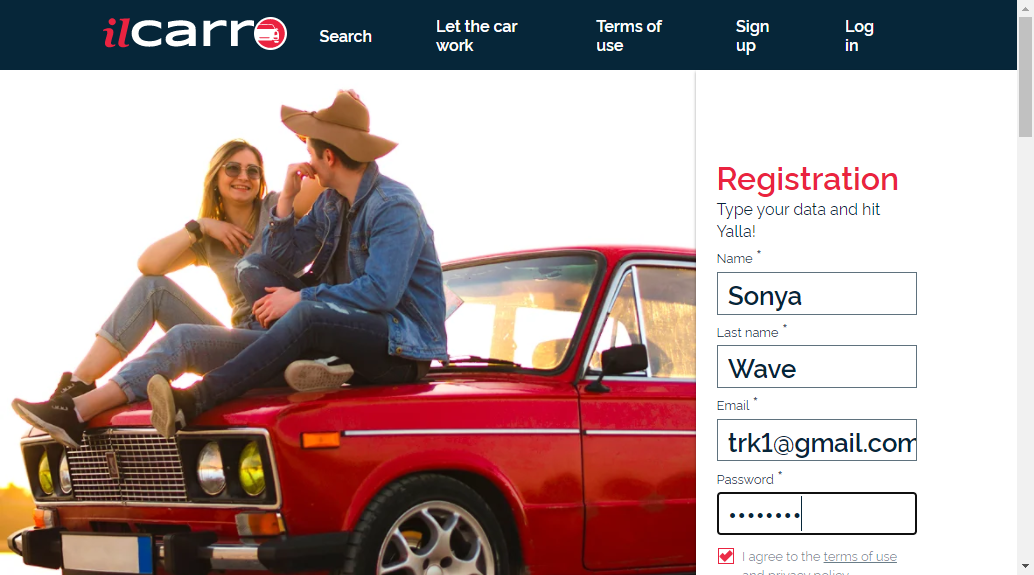 ilcarro
Search
Let the car
work
Terms of
use
Sign
up
Log
in
Registration
Type your data and hit
Yalla!
Name *
Sonya
Last name *
Wave
Email *
trk1@gmail.com
Password *
••••••••
I agree to the terms of use
and privacy policy